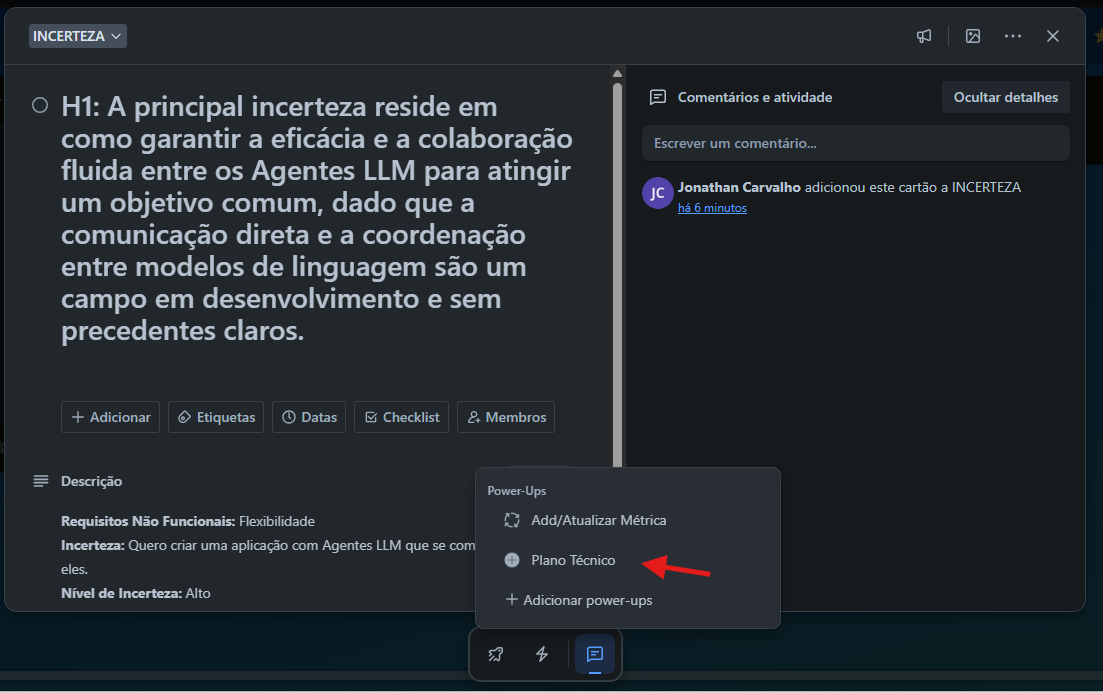 INCERTEZA
H1: A principal incerteza reside em
como garantir a eficácia e a colaboração
fluida entre os Agentes LLM para atingir
um objetivo comum, dado que a
comunicação direta e a coordenação
entre modelos de linguagem são um
campo em desenvolvimento e sem
precedentes claros.
Adicionar
Etiquetas
Datas
Checklist
Membros
Descrição
Requisitos Não Funcionais: Flexibilidade
Incerteza: Quero criar uma aplicação com Agentes LLM que se com
eles.
Nível de Incerteza: Alto
Comentários e atividade
Ocultar detalhes
Escrever um comentário...
JC
Jonathan Carvalho adicionou este cartão a INCERTEZA
há 6 minutos
Power-Ups
Add/Atualizar Métrica
Plano Técnico
Adicionar power-ups